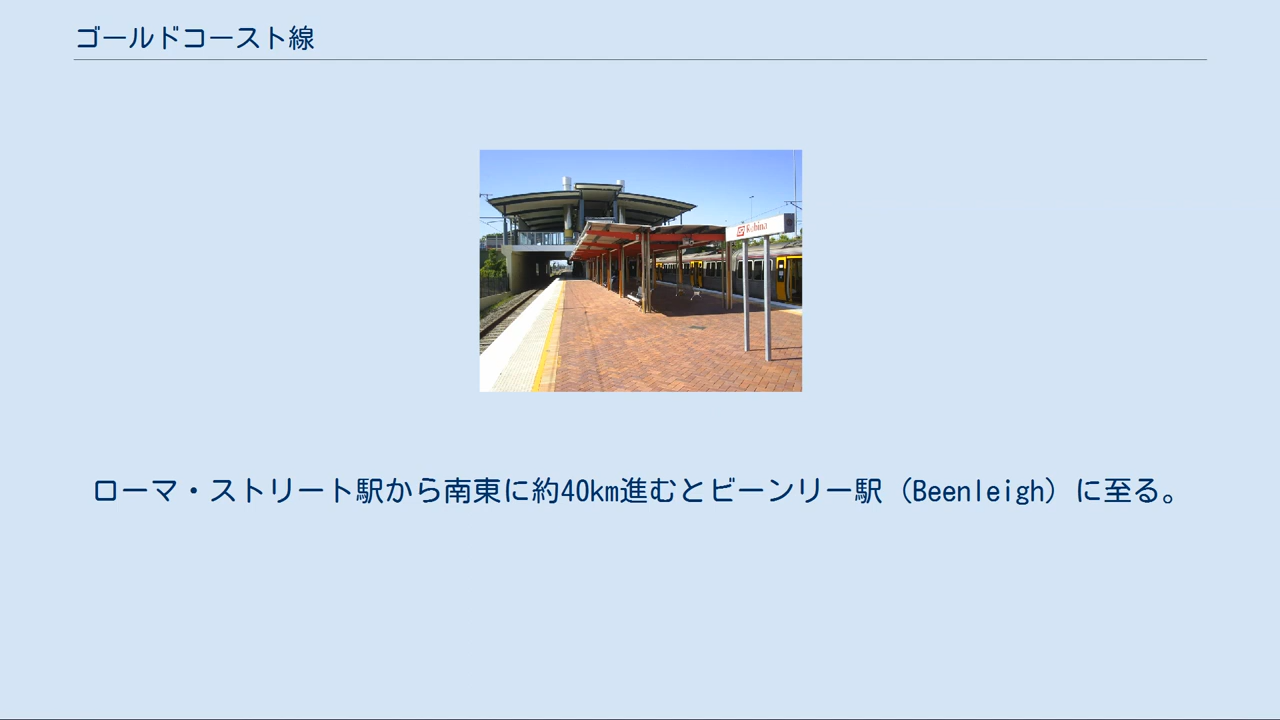 ゴールドコースト線
Robina
ローマ・ストリート駅から南東に約40km進むとビーンリー駅（Beenleigh）に至る。